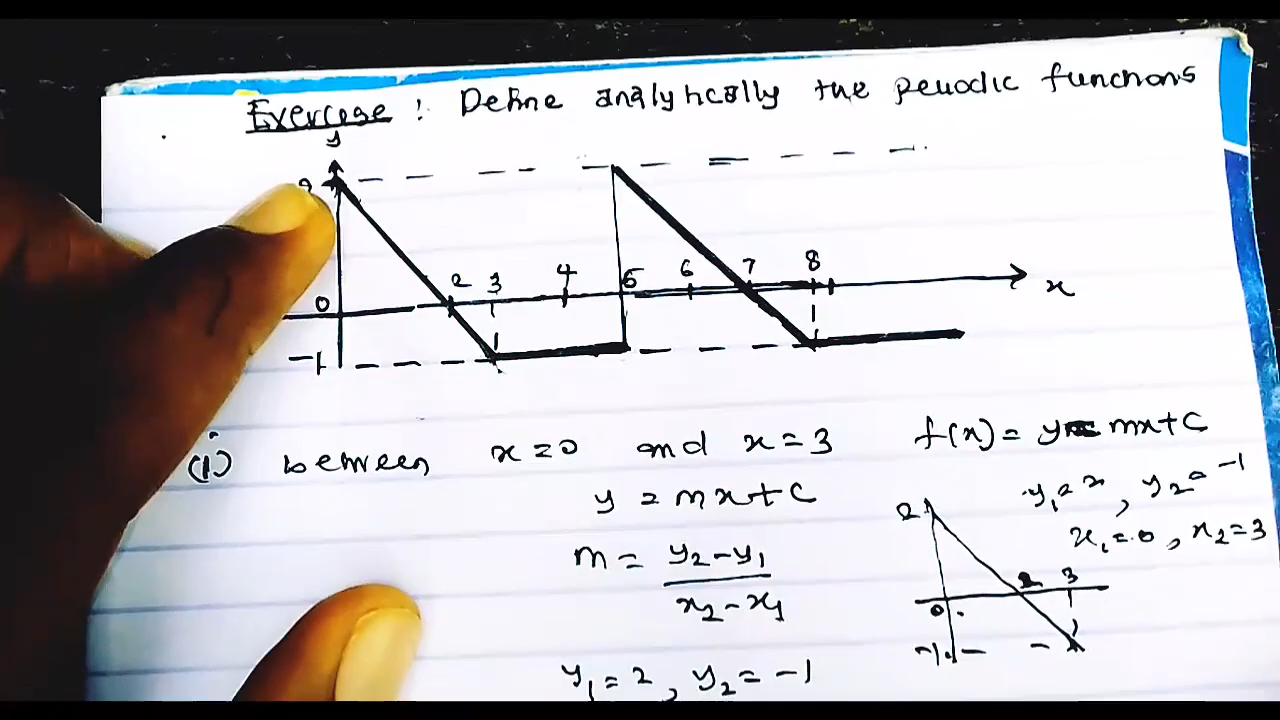 Exercise : Define analytically the periodic functions
y
2
0 2 3 4 5 6 7 8 x
-1
(i) between x=0 and x=3 f(x)= y= mx+c
y = mx+c
2 y₁=2, y₂=-1
m = y₂-y₁ / x₂-x₁
x₁=0, x₂=3
0 2 3
-1
y₁=2, y₂=-1